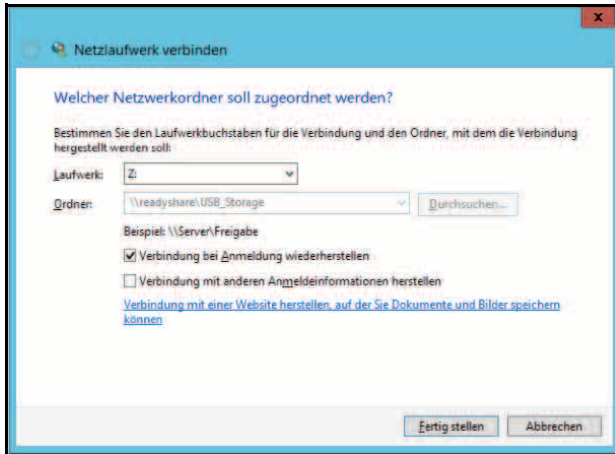 x
Netzlaufwerk verbinden
Welcher Netzwerkordner soll zugeordnet werden?
Bestimmen Sie den Laufwerkbuchstaben für die Verbindung und den Ordner, mit dem die Verbindung
hergestellt werden soll:
Laufwerk: Z:
Ordner: \\readyshare\USB_Storage Durchsuchen...
Beispiel: \\Server\Freigabe
Verbindung bei Anmeldung wiederherstellen
Verbindung mit anderen Anmeldeinformationen herstellen
Verbindung mit einer Website herstellen, auf der Sie Dokumente und Bilder speichern
können
Fertig stellen Abbrechen